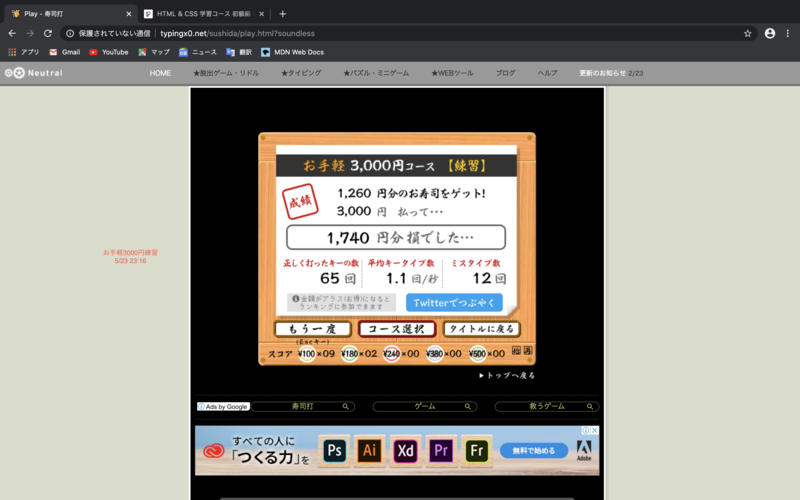 Play - 寿司打
HTML & CSS 学習コース 初級編
保護されていない通信 | typingx0.net/sushida/play.html?soundless
アプリ Gmail YouTube マップ ニュース 翻訳 MDN Web Docs
Neutral HOME ★脱出ゲーム・リドル ★タイピング ★パズル・ミニゲーム ★WEBツール ブログ ヘルプ 更新のお知らせ 2/23
お手軽 3,000円コース 【練習】
成績
1,260 円分のお寿司をゲット!
3,000 円 払って…
1,740 円分 損でした…
お手軽3000円練習
5/23 23:16
正しく打ったキーの数 平均キータイプ数 ミスタイプ数
65 回 1.1 回/秒 12 回
金額がプラス(お得)になると
ランキングに参加できます
Twitterでつぶやく
もう一度 コース選択 タイトルに戻る
(Escキー)
スコア ¥100×09 ¥180×02 ¥240×00 ¥380×00 ¥500×00
▶トップへ戻る
Ads by Google 寿司打 ゲーム 救うゲーム
すべての人に
「つくる力」を
Ps Ai Xd Pr Fr
無料で始める
Adobe